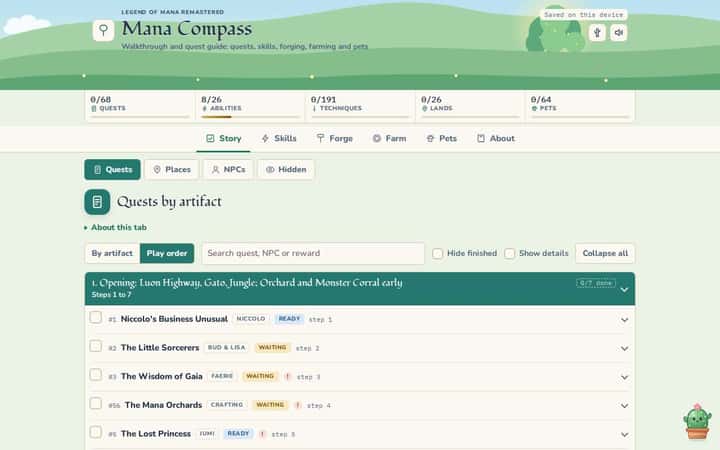 LEGEND OF MANA REMASTERED
Mana Compass
Walkthrough and quest guide: quests, skills, forging, farming and pets
Saved on this device
0/68
QUESTS
8/26
ABILITIES
0/191
TECHNIQUES
0/26
LANDS
0/64
PETS
Story
Skills
Forge
Farm
Pets
About
Quests
Places
NPCs
Hidden
Quests by artifact
About this tab
By artifact
Play order
Search quest, NPC or reward
Hide finished
Show details
Collapse all
1. Opening: Luon Highway, Gato, Jungle; Orchard and Monster Corral early
0/7 done
Steps 1 to 7
#1 Niccolo's Business Unusual NICCOLO READY step 1
#2 The Little Sorcerers BUD & LISA WAITING step 2
#3 The Wisdom of Gaia FAERIE WAITING ! step 3
#56 The Mana Orchards CRAFTING WAITING ! step 4
#5 The Lost Princess JUMI READY ! step 5